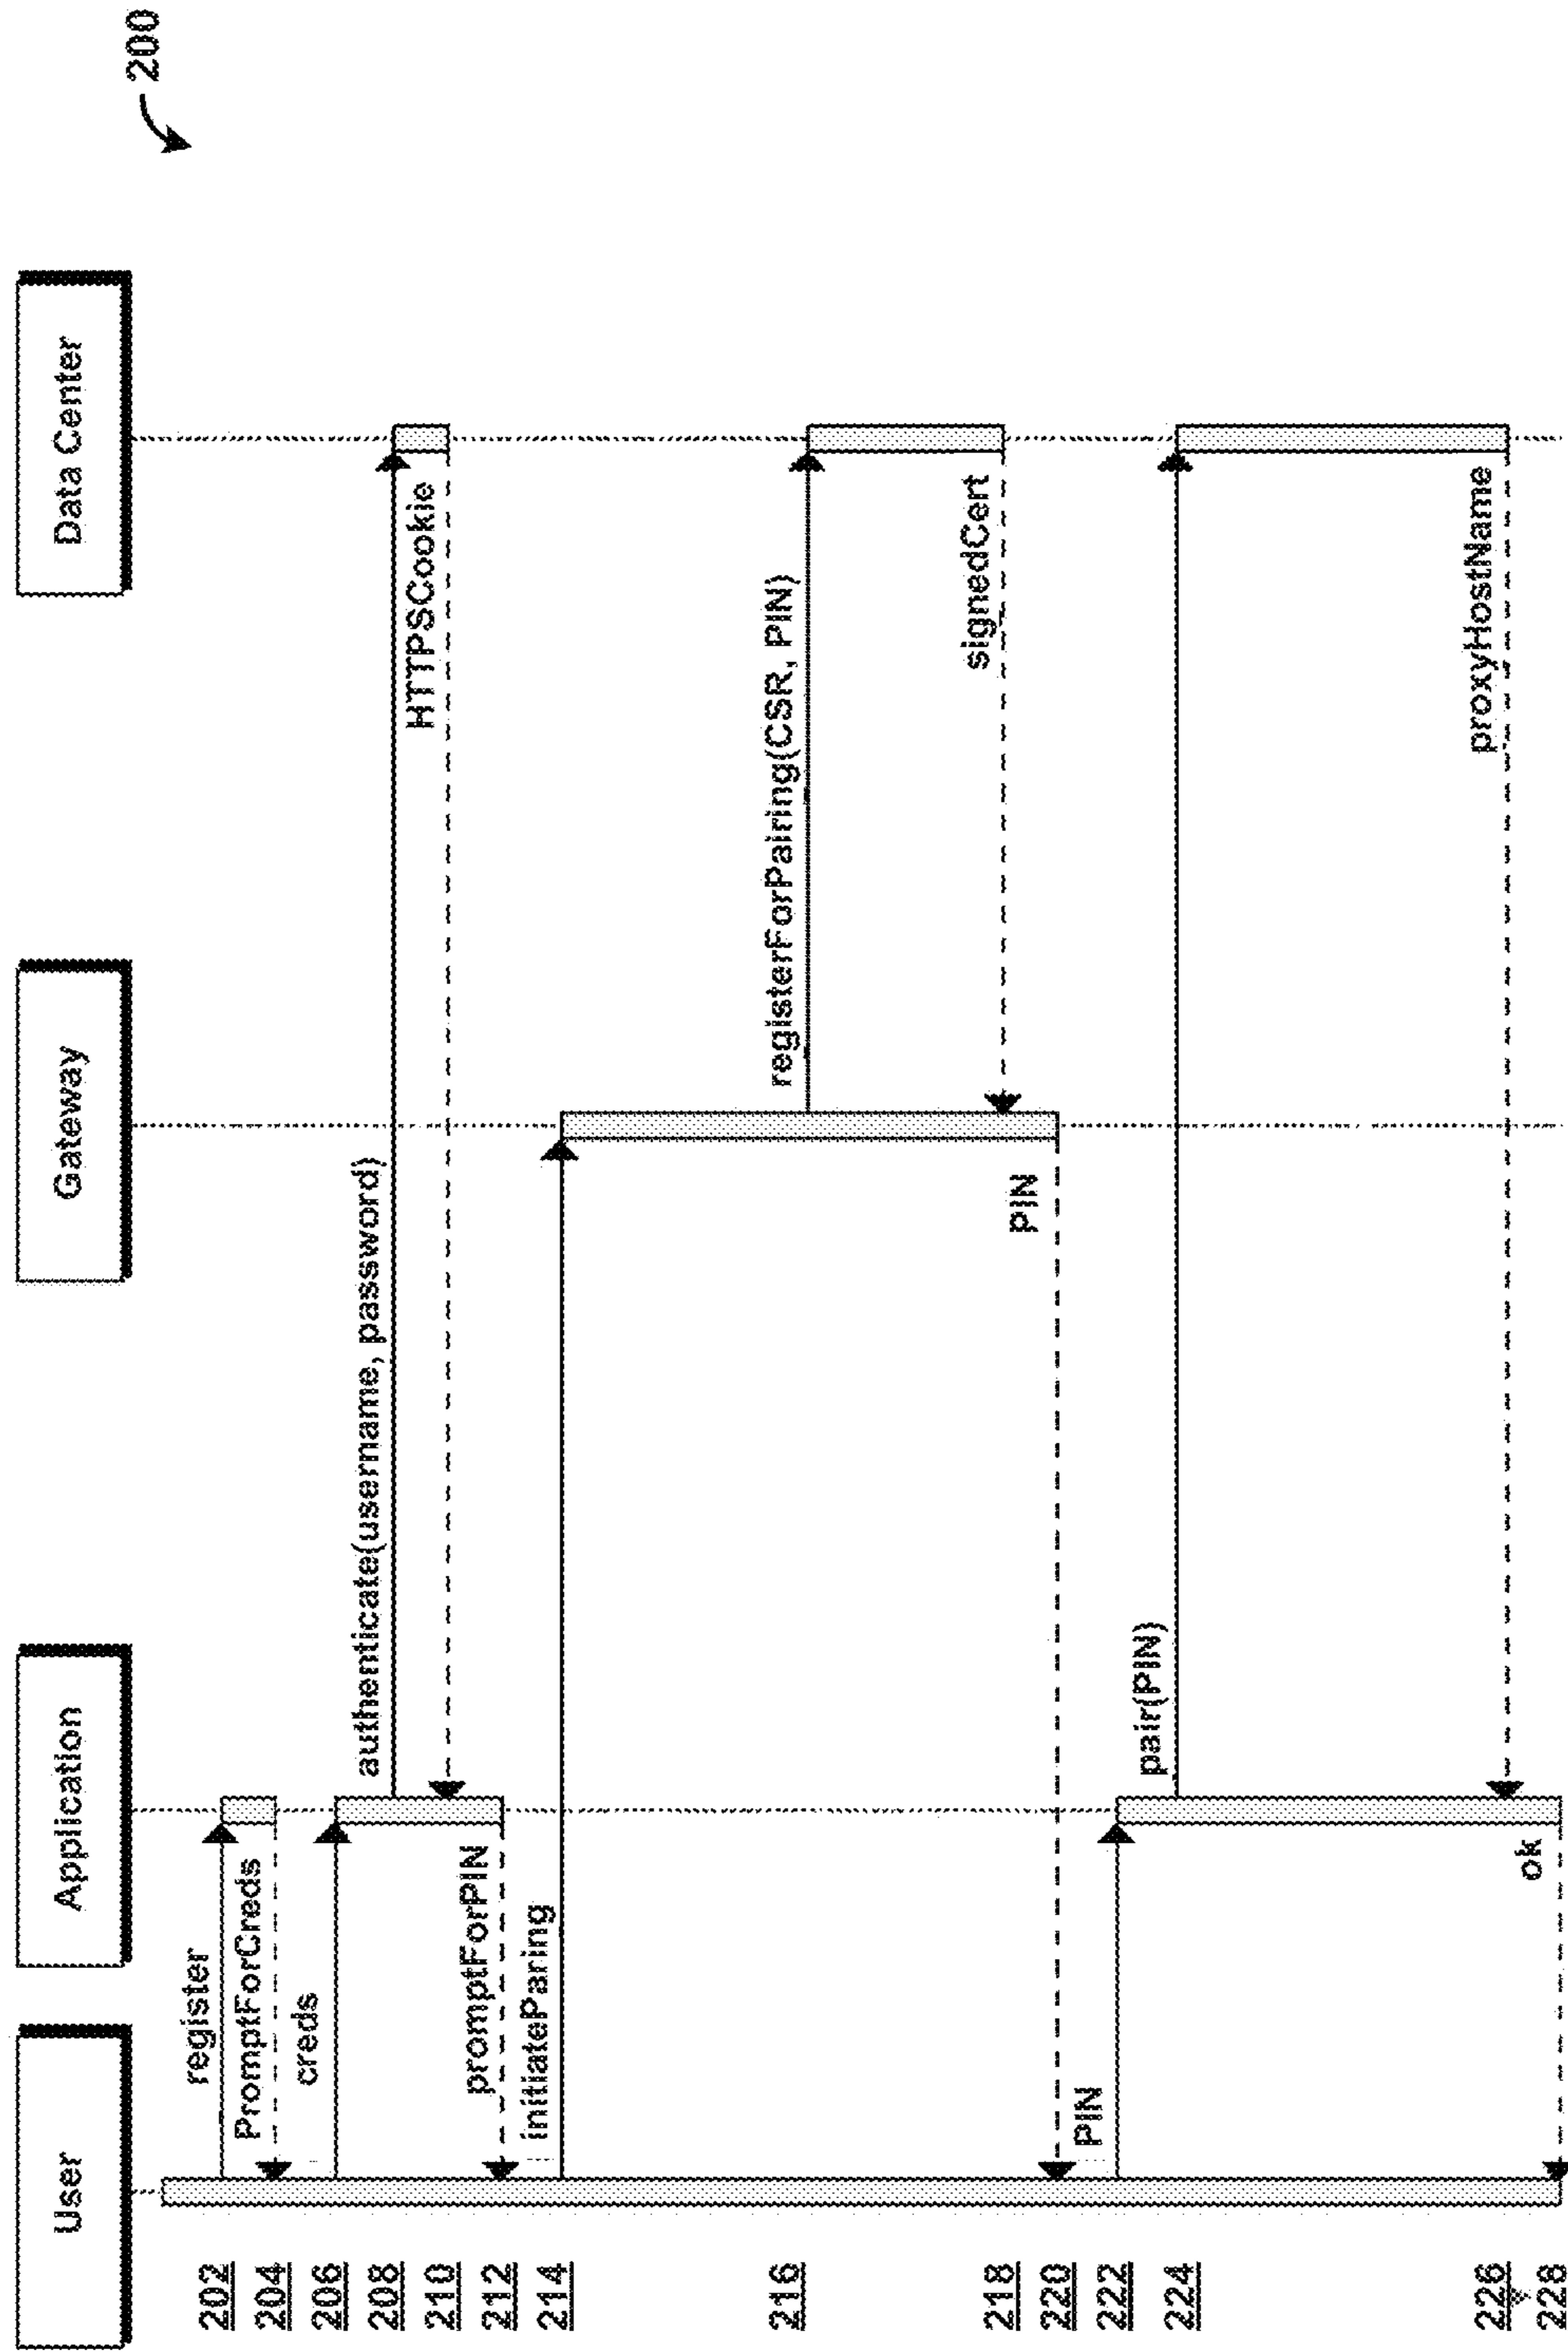 200
User
Application
Gateway
Data Center
202
register
204
PromptForCreds
206
creds
208
authenticate(username, password)
210
HTTPSCookie
212
promptForPIN
214
initiateParing
216
registerForPairing(CSR, PIN)
218
signedCert
220
PIN
222
PIN
224
pair(PIN)
226
proxyHostName
228
ok